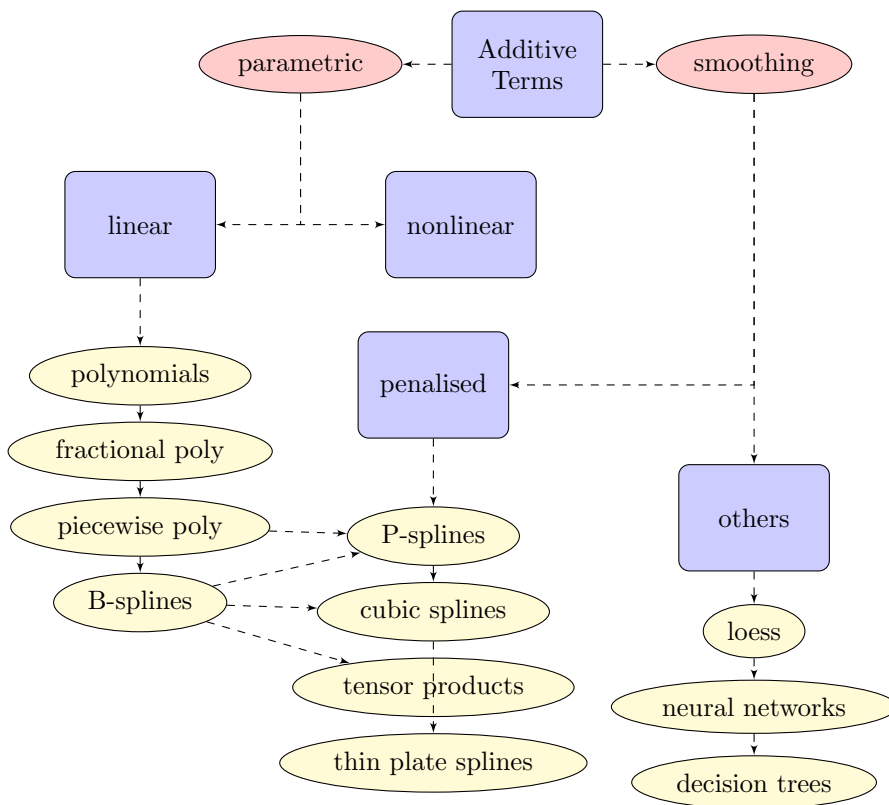 parametric
Additive
Terms
smoothing
linear
nonlinear
polynomials
penalised
fractional poly
piecewise poly
P-splines
others
B-splines
cubic splines
loess
tensor products
neural networks
thin plate splines
decision trees